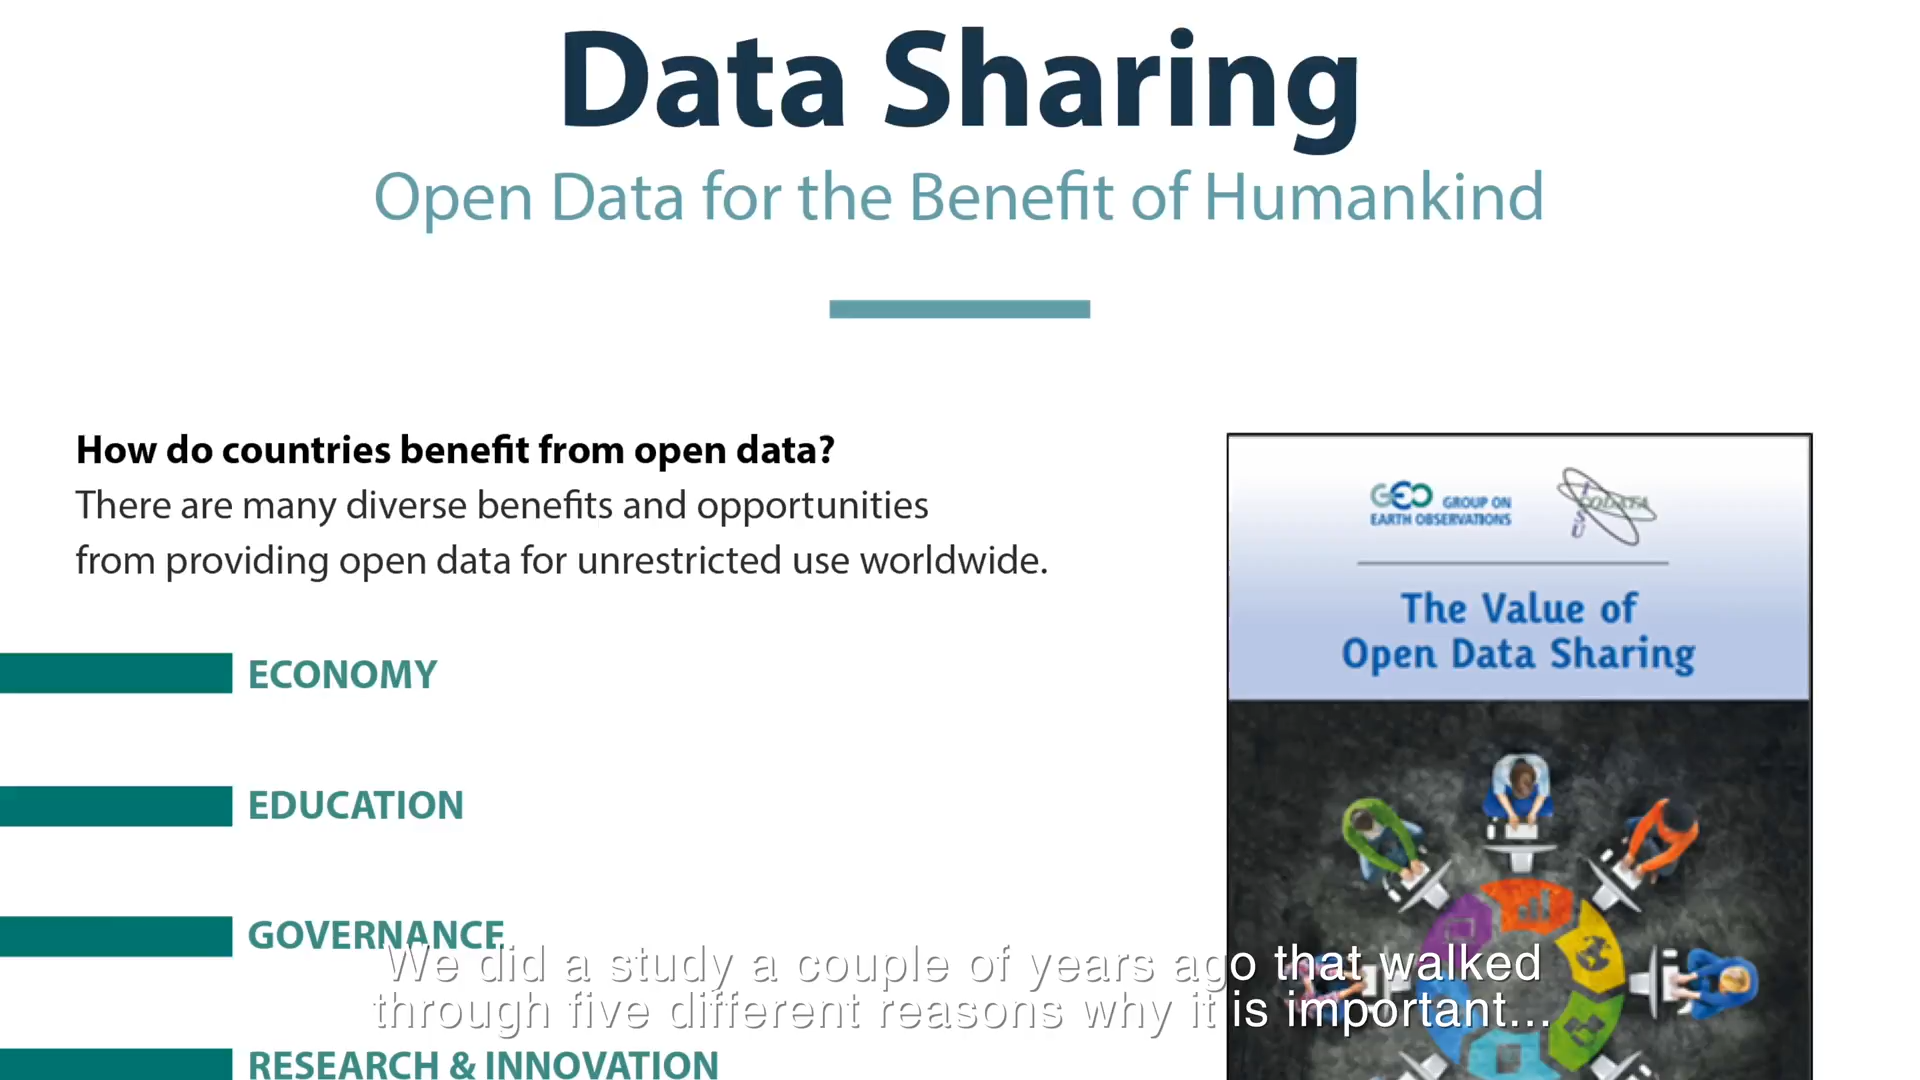 Data Sharing
Open Data for the Benefit of Humankind
How do countries benefit from open data?
There are many diverse benefits and opportunities
from providing open data for unrestricted use worldwide.
ECONOMY
EDUCATION
GOVERNANCE
RESEARCH & INNOVATION
GEO GROUP ON
EARTH OBSERVATIONS
CODATA
The Value of
Open Data Sharing
We did a study a couple of years ago that walked
through five different reasons why it is important...